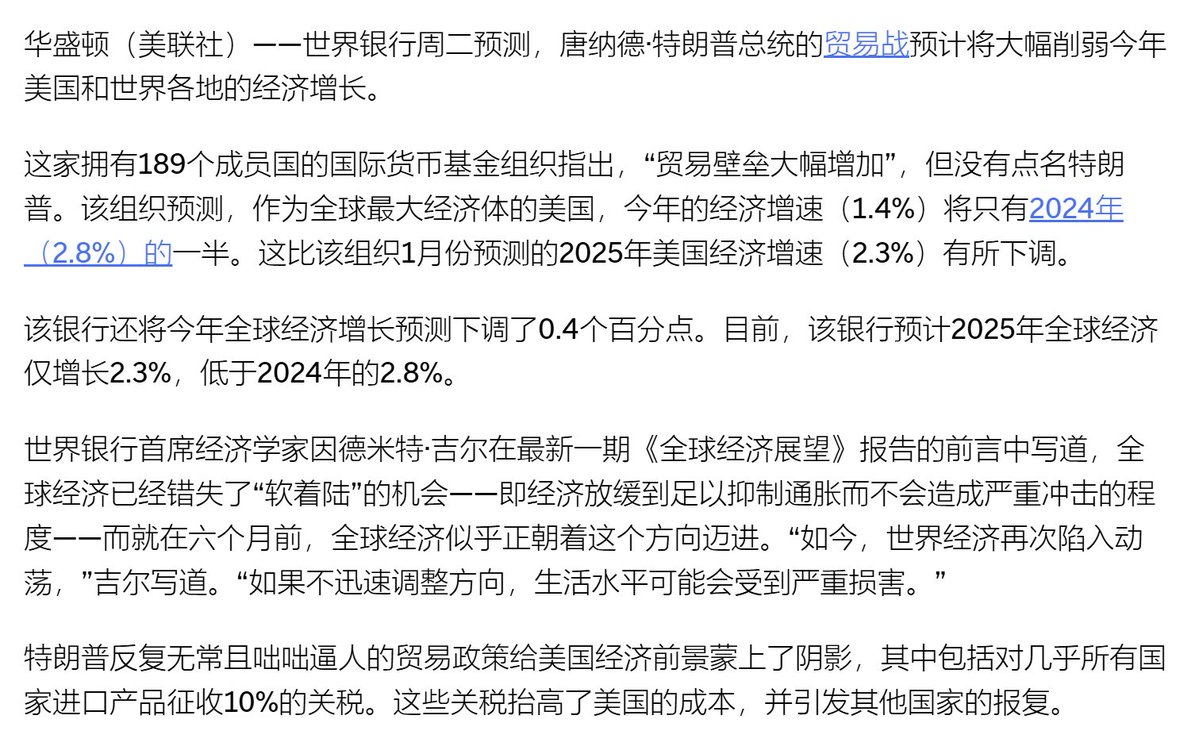 华盛顿（美联社）——世界银行周二预测，唐纳德·特朗普总统的贸易战预计将大幅削弱今年
美国和世界各地的经济增长。
这家拥有189个成员国的国际货币基金组织指出，“贸易壁垒大幅增加”，但没有点名特朗
普。该组织预测，作为全球最大经济体的美国，今年的经济增速（1.4%）将只有2024年
（2.8%）的一半。这比该组织1月份预测的2025年美国经济增速（2.3%）有所下调。
该银行还将今年全球经济增长预测下调了0.4个百分点。目前，该银行预计2025年全球经济
仅增长2.3%，低于2024年的2.8%。
世界银行首席经济学家因德米特·吉尔在最新一期《全球经济展望》报告的前言中写道，全
球经济已经错失了“软着陆”的机会——即经济放缓到足以抑制通胀而不会造成严重冲击的程
度——而就在六个月前，全球经济似乎正朝着这个方向迈进。“如今，世界经济再次陷入动
荡，”吉尔写道。“如果不迅速调整方向，生活水平可能会受到严重损害。”
特朗普反复无常且咄咄逼人的贸易政策给美国经济前景蒙上了阴影，其中包括对几乎所有国
家进口产品征收10%的关税。这些关税抬高了美国的成本，并引发其他国家的报复。